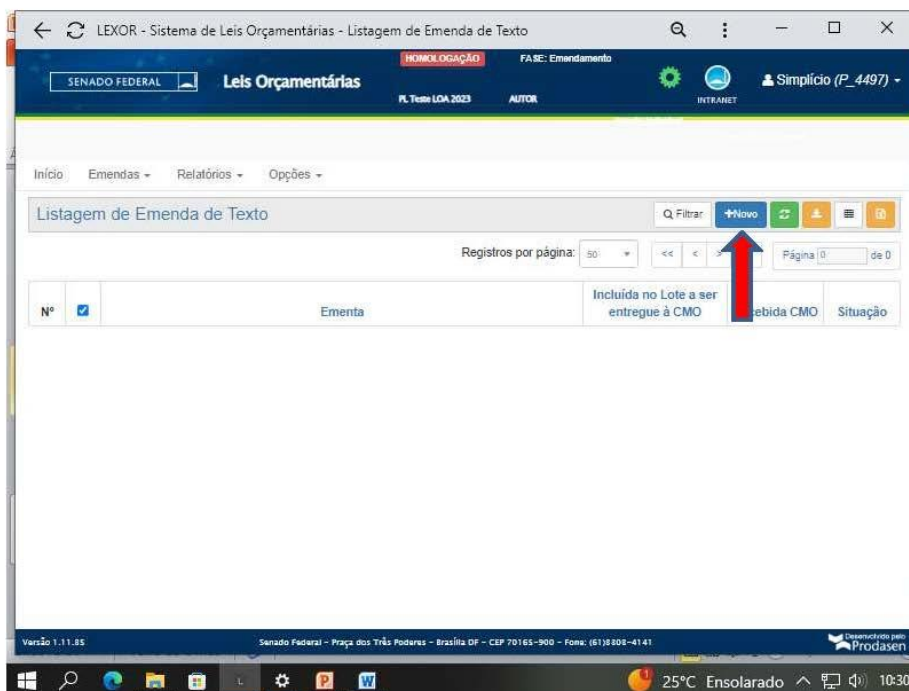 LEXOR - Sistema de Leis Orçamentárias - Listagem de Emenda de Texto
HOMOLOGAÇÃO FASE: Emendamento
SENADO FEDERAL Leis Orçamentárias
PL Teste LOA 2023 AUTOR
INTRANET
Simplício (P_4497)
Início Emendas Relatórios Opções
Listagem de Emenda de Texto
Filtrar +Novo
Registros por página: 50 << < > Página 0 de 0
Nº Ementa Incluída no Lote a ser entregue à CMO CMO Situação
Versão 1.11.85 Senado Federal - Praça dos Três Poderes - Brasília DF - CEP 70165-900 - Fone: (61)8808-4141 Desenvolvido pelo
Prodasen
25°C Ensolarado 10:30